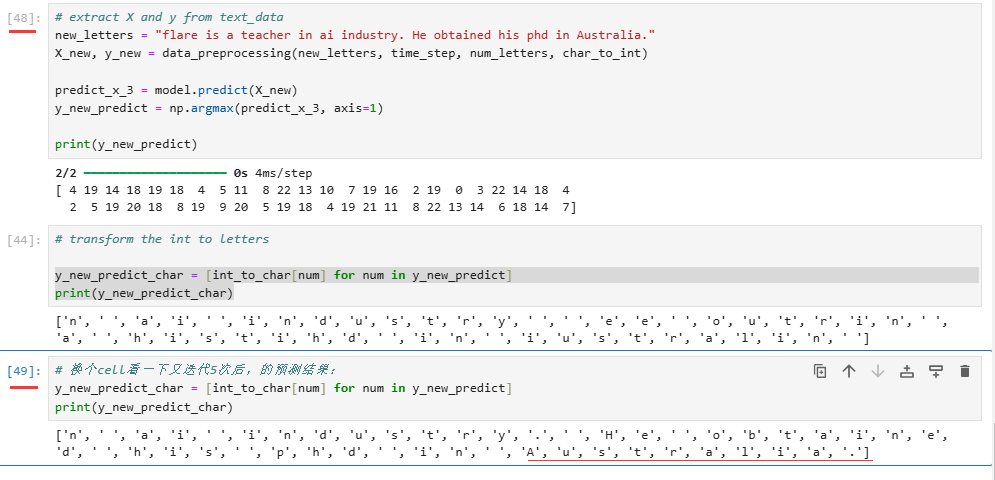 [48]:
# extract X and y from text_data
new_letters = "flare is a teacher in ai industry. He obtained his phd in Australia."
X_new, y_new = data_preprocessing(new_letters, time_step, num_letters, char_to_int)
predict_x_3 = model.predict(X_new)
y_new_predict = np.argmax(predict_x_3, axis=1)
print(y_new_predict)
2/2 ━━━━━━━━━━━━━━━━━━━━ 0s 4ms/step
[ 4 19 14 18 19 18  4  5 11  8 22 13 10  7 19 16  2 19  0  3 22 14 18  4
  2  5 19 20 18  8 19  9 20  5 19 18  4 19 21 11  8 22 13 14  6 18 14  7]
[44]:
# transform the int to letters
y_new_predict_char = [int_to_char[num] for num in y_new_predict]
print(y_new_predict_char)
['n', ' ', 'a', 'i', ' ', 'i', 'n', 'd', 'u', 's', 't', 'r', 'y', ' ', ' ', 'e', 'e', ' ', 'o', 'u', 't', 'r', 'i', 'n', ' ',
'a', ' ', 'h', 'i', 's', 't', 'i', 'h', 'd', ' ', 'i', 'n', ' ', 'i', 'u', 's', 't', 'r', 'a', 'l', 'i', 'n', ' ']
[49]:
# 换个cell看一下又迭代5次后，的预测结果：
y_new_predict_char = [int_to_char[num] for num in y_new_predict]
print(y_new_predict_char)
['n', ' ', 'a', 'i', ' ', 'i', 'n', 'd', 'u', 's', 't', 'r', 'y', '.', ' ', 'H', 'e', ' ', 'o', 'b', 't', 'a', 'i', 'n', 'e',
'd', ' ', 'h', 'i', 's', ' ', 'p', 'h', 'd', ' ', 'i', 'n', ' ', 'A', 'u', 's', 't', 'r', 'a', 'l', 'i', 'a', '.']